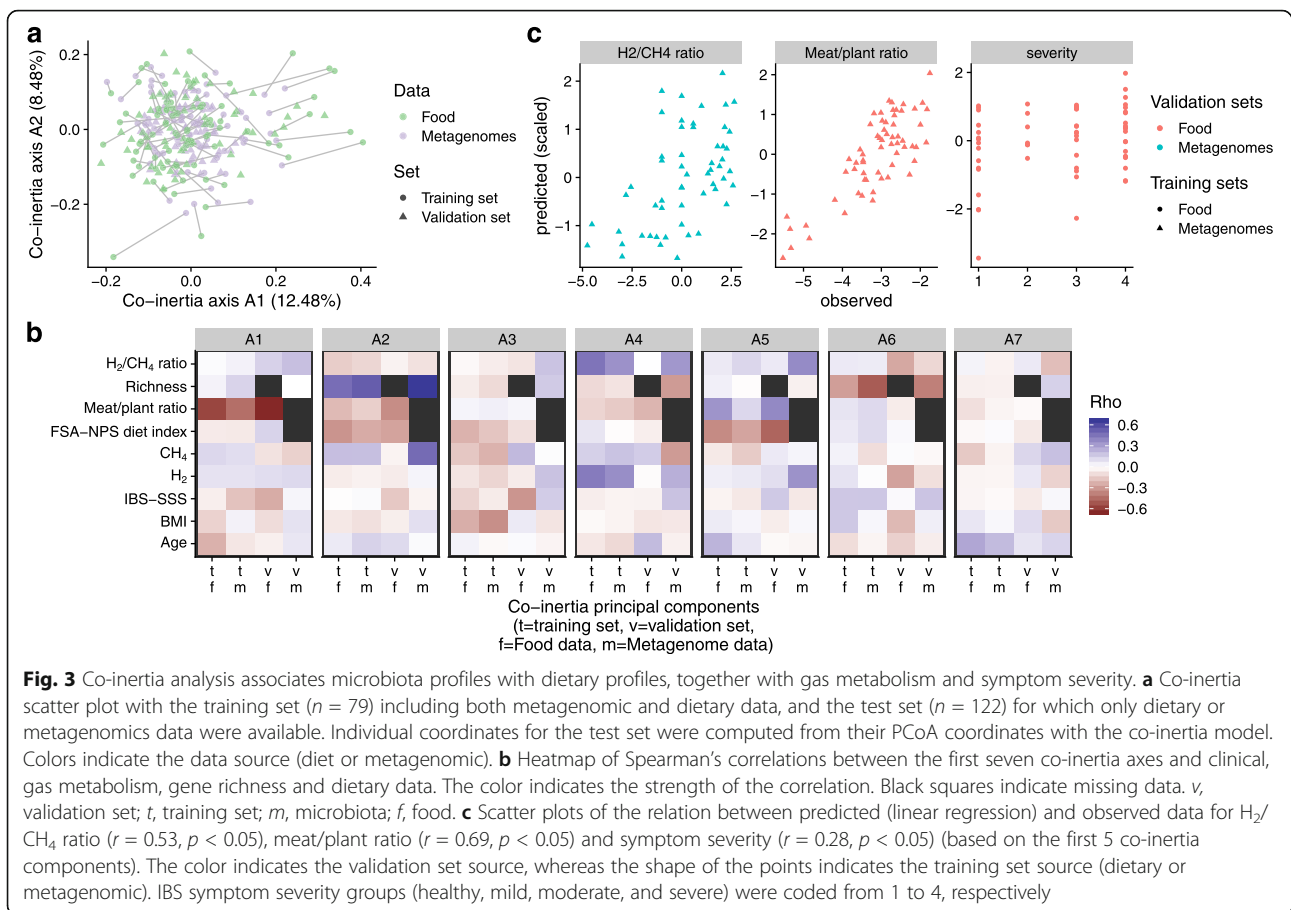 a
0.2
0.0
−0.2
Co−inertia axis A2 (8.48%)
−0.2
0.0
0.2
0.4
Co−inertia axis A1 (12.48%)
Data
Food
Metagenomes
Set
Training set
Validation set
c
H2/CH4 ratio
Meat/plant ratio
severity
predicted (scaled)
2
1
0
−1
−5.0
−2.5
0.0
2.5
2
1
0
−1
−2
−5
−4
−3
−2
2
0
−2
1
2
3
4
observed
Validation sets
Food
Metagenomes
Training sets
Food
Metagenomes
b
A1
A2
A3
A4
A5
A6
A7
H2/CH4 ratio
Richness
Meat/plant ratio
FSA−NPS diet index
CH4
H2
IBS−SSS
BMI
Age
t t v v t t v v t t v v t t v v t t v v t t v v t t v v
f m f m f m f m f m f m f m f m f m f m f m f m f m f m
Co−inertia principal components
(t=training set, v=validation set,
f=Food data, m=Metagenome data)
Rho
0.6
0.3
0.0
−0.3
−0.6
Fig. 3 Co-inertia analysis associates microbiota profiles with dietary profiles, together with gas metabolism and symptom severity. a Co-inertia
scatter plot with the training set (n = 79) including both metagenomic and dietary data, and the test set (n = 122) for which only dietary or
metagenomics data were available. Individual coordinates for the test set were computed from their PCoA coordinates with the co-inertia model.
Colors indicate the data source (diet or metagenomic). b Heatmap of Spearman's correlations between the first seven co-inertia axes and clinical,
gas metabolism, gene richness and dietary data. The color indicates the strength of the correlation. Black squares indicate missing data. v,
validation set; t, training set; m, microbiota; f, food. c Scatter plots of the relation between predicted (linear regression) and observed data for H2/
CH4 ratio (r = 0.53, p < 0.05), meat/plant ratio (r = 0.69, p < 0.05) and symptom severity (r = 0.28, p < 0.05) (based on the first 5 co-inertia
components). The color indicates the validation set source, whereas the shape of the points indicates the training set source (dietary or
metagenomic). IBS symptom severity groups (healthy, mild, moderate, and severe) were coded from 1 to 4, respectively